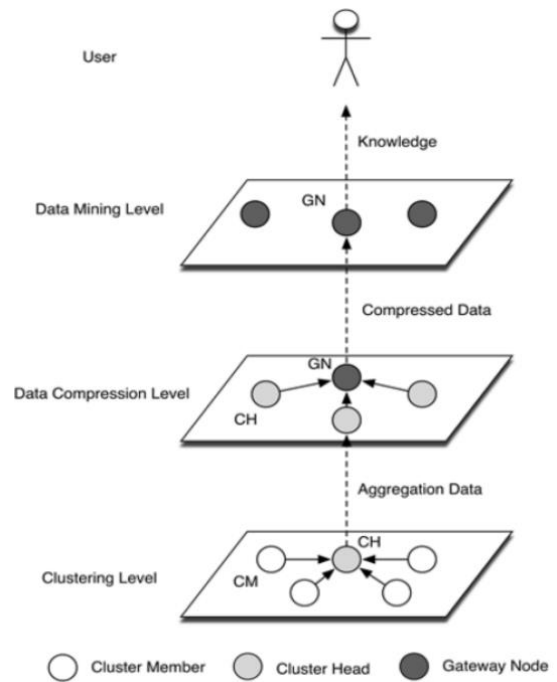 User
Knowledge
Data Mining Level
GN
Compressed Data
GN
Data Compression Level
CH
Aggregation Data
CH
Clustering Level
CM
Cluster Member
Cluster Head
Gateway Node